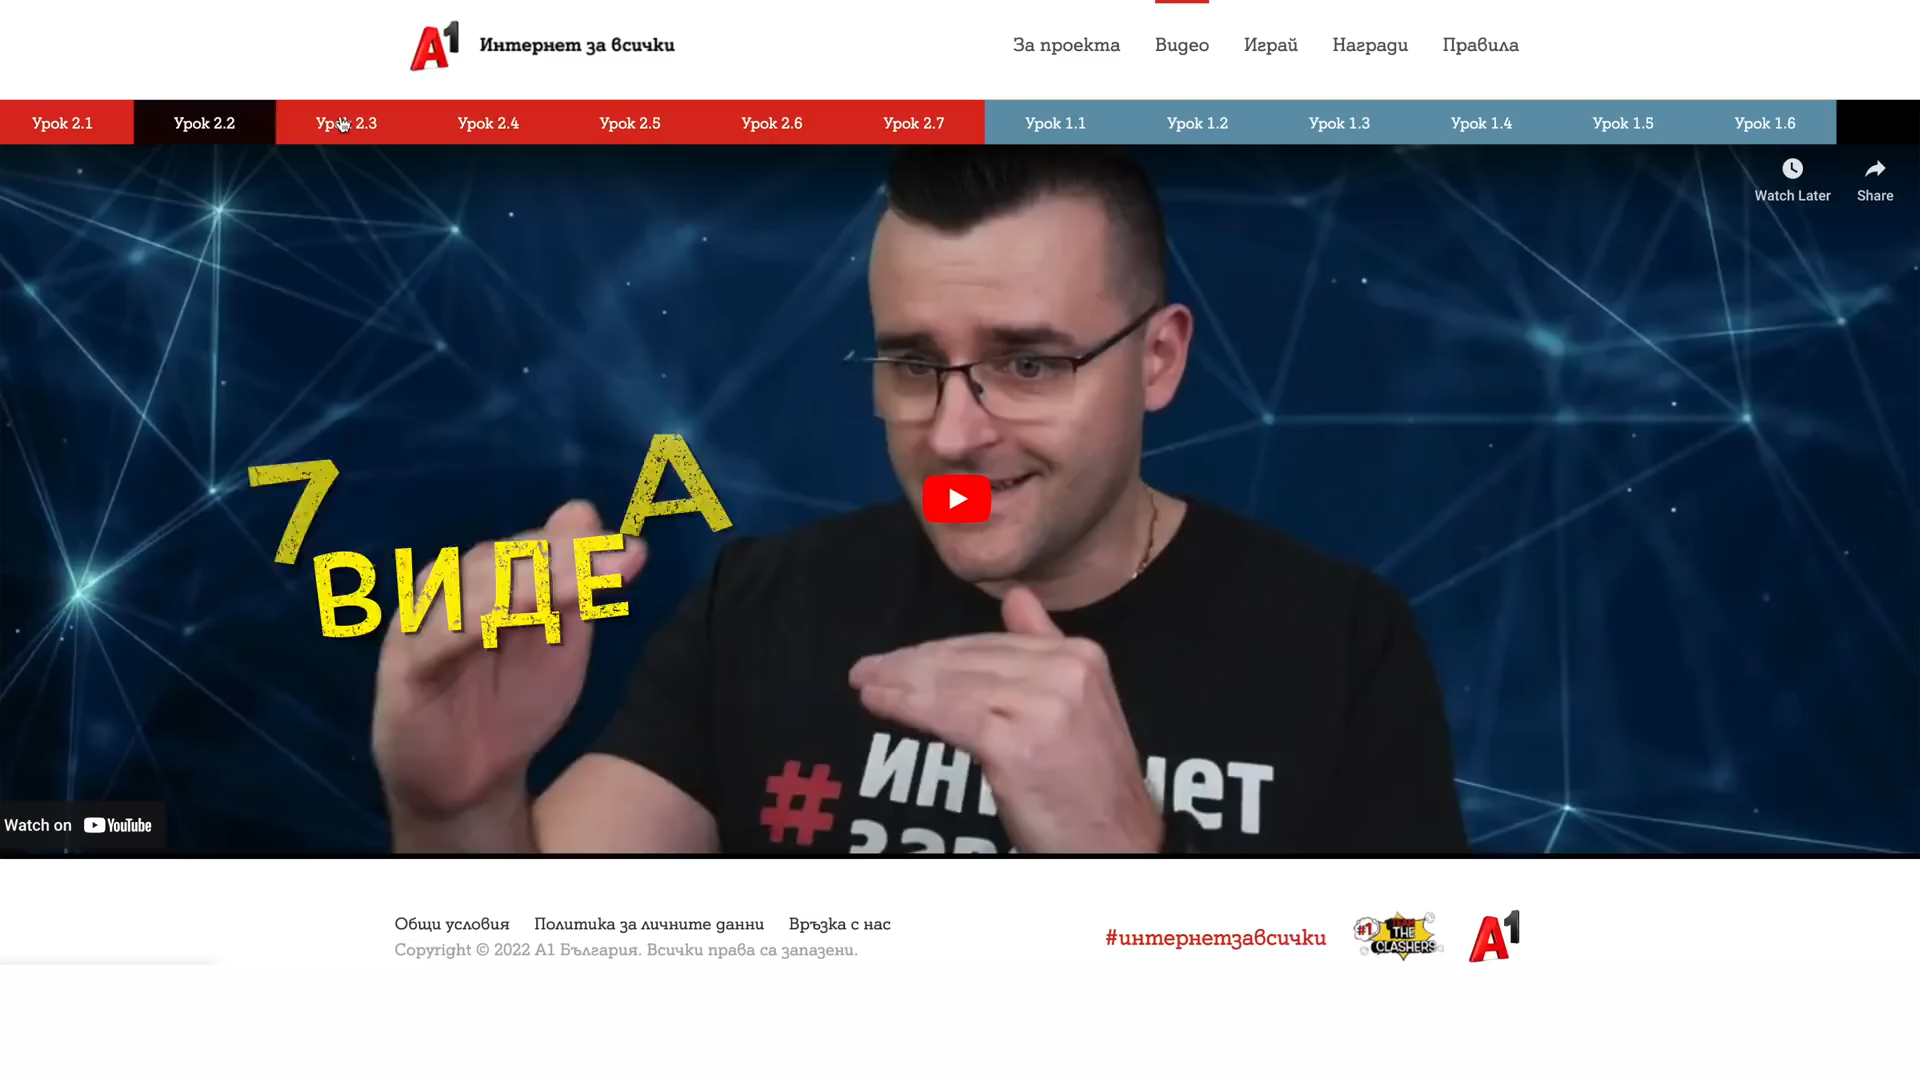 A1 Интернет за всички За проекта Видео Играй Награди Правила
Урок 2.1 Урок 2.2 Урок 2.3 Урок 2.4 Урок 2.5 Урок 2.6 Урок 2.7 Урок 1.1 Урок 1.2 Урок 1.3 Урок 1.4 Урок 1.5 Урок 1.6
Watch Later Share
7
ВИДЕА
#
Watch on YouTube
Общи условия Политика за личните данни Връзка с нас
Copyright © 2022 A1 България. Всички права са запазени.
#интернетзавсички
#1 THE
CLASHERS
A1